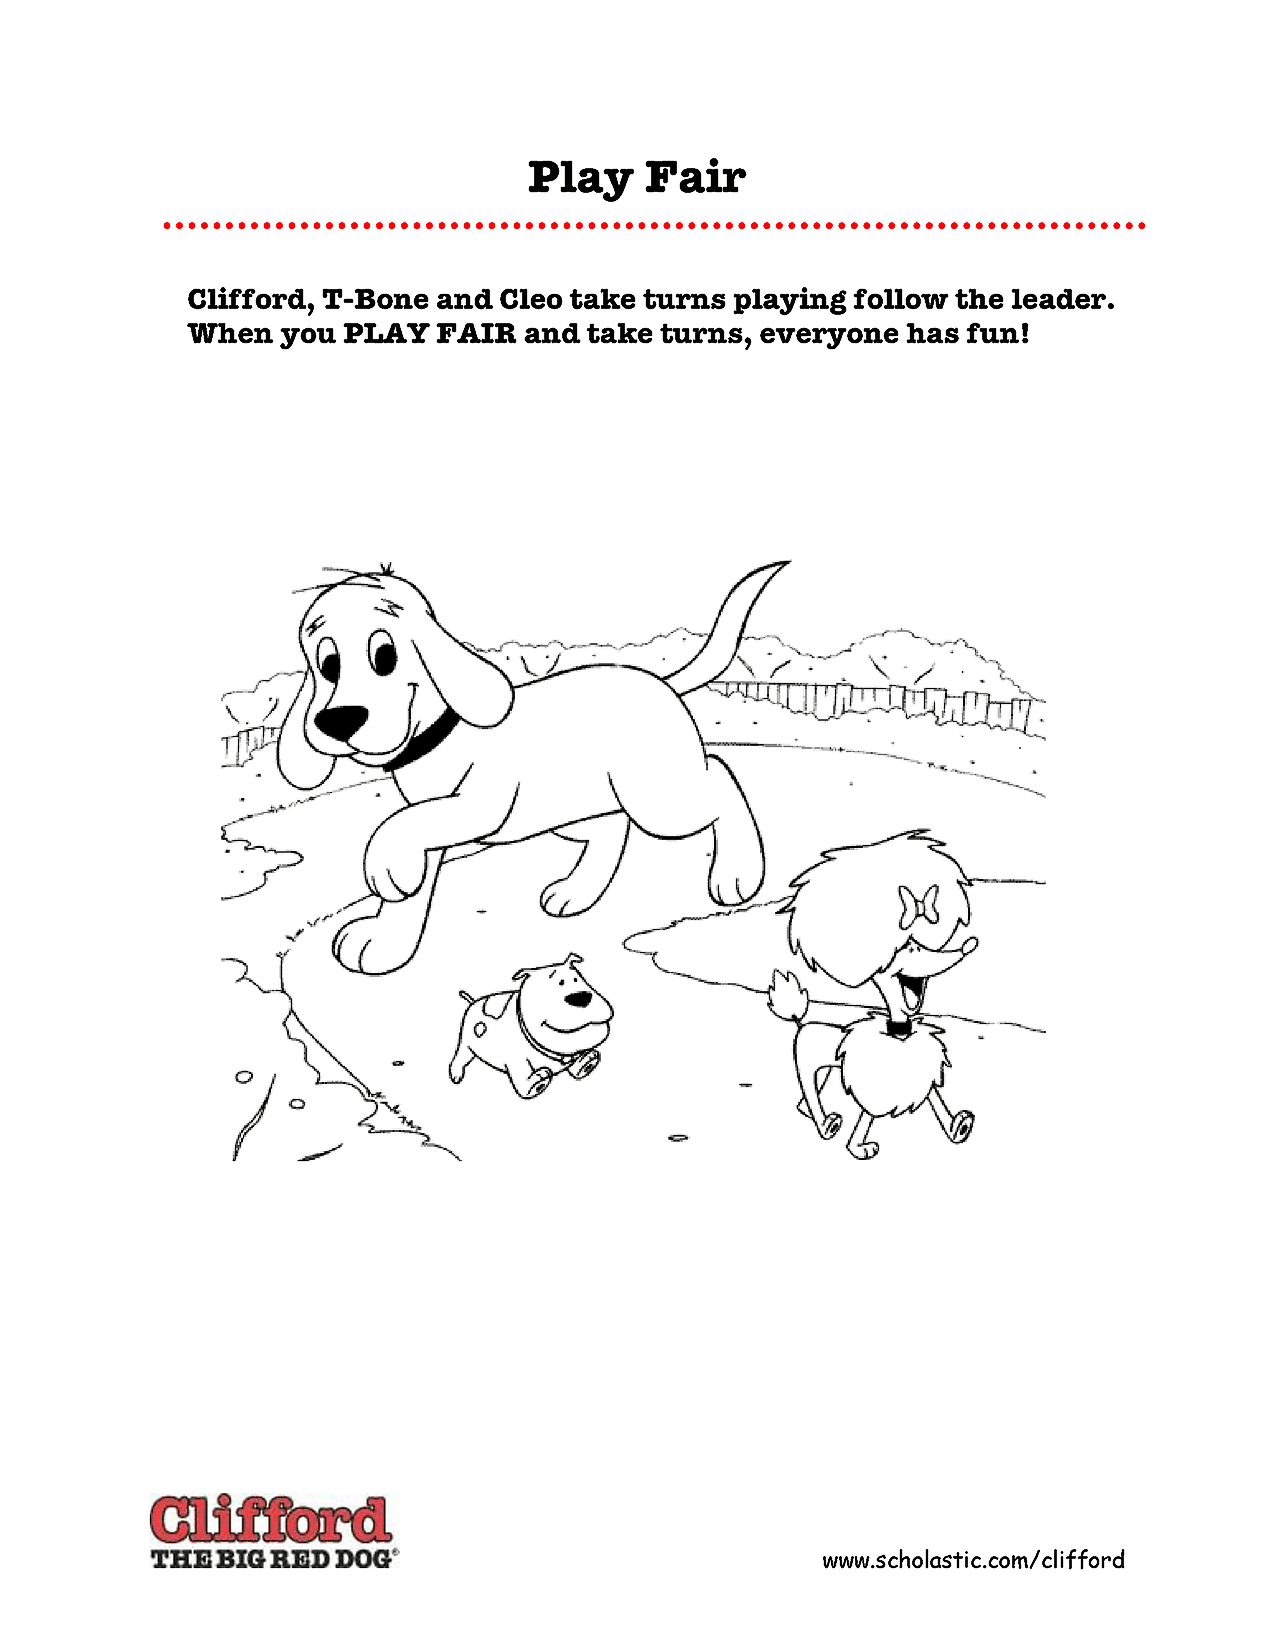 Play Fair
Clifford, T-Bone and Cleo take turns playing follow the leader.
When you PLAY FAIR and take turns, everyone has fun!
Clifford
THE BIG RED DOG®
www.scholastic.com/clifford